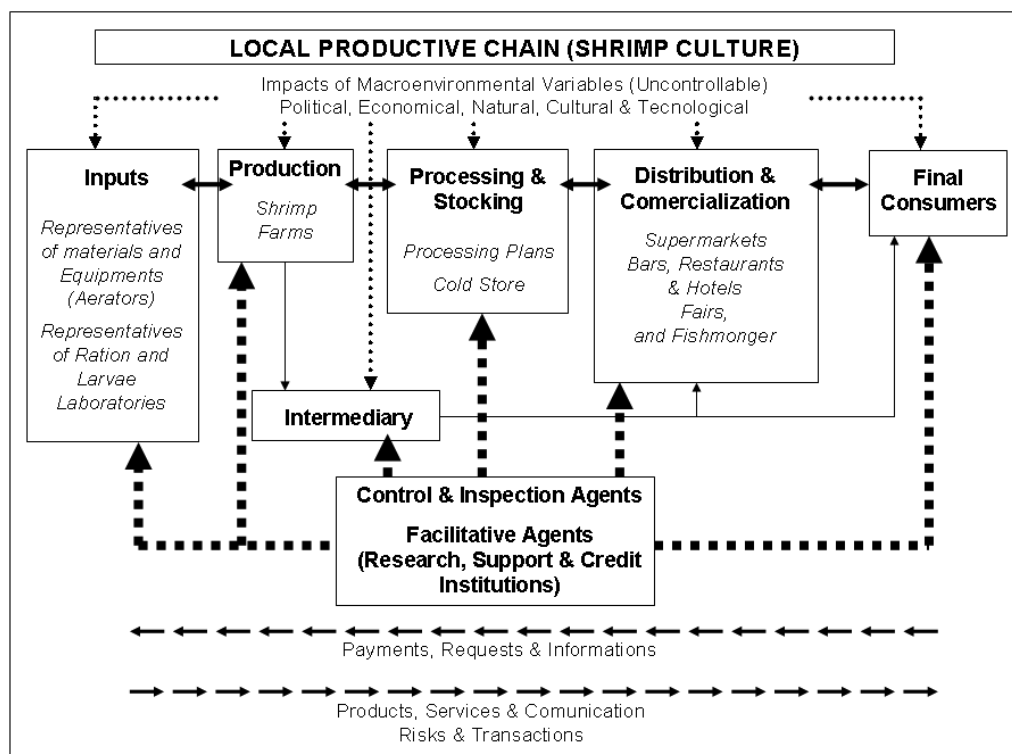 LOCAL PRODUCTIVE CHAIN (SHRIMP CULTURE)
Impacts of Macroenvironmental Variables (Uncontrollable)
Political, Economical, Natural, Cultural & Tecnological
Inputs
Representatives
of materials and
Equipments
(Aerators)
Representatives
of Ration and
Larvae
Laboratories
Production
Shrimp
Farms
Processing &
Stocking
Processing Plans
Cold Store
Distribution &
Comercialization
Supermarkets
Bars, Restaurants
& Hotels
Fairs,
and Fishmonger
Final
Consumers
Intermediary
Control & Inspection Agents
Facilitative Agents
(Research, Support & Credit
Institutions)
Payments, Requests & Informations
Products, Services & Comunication
Risks & Transactions